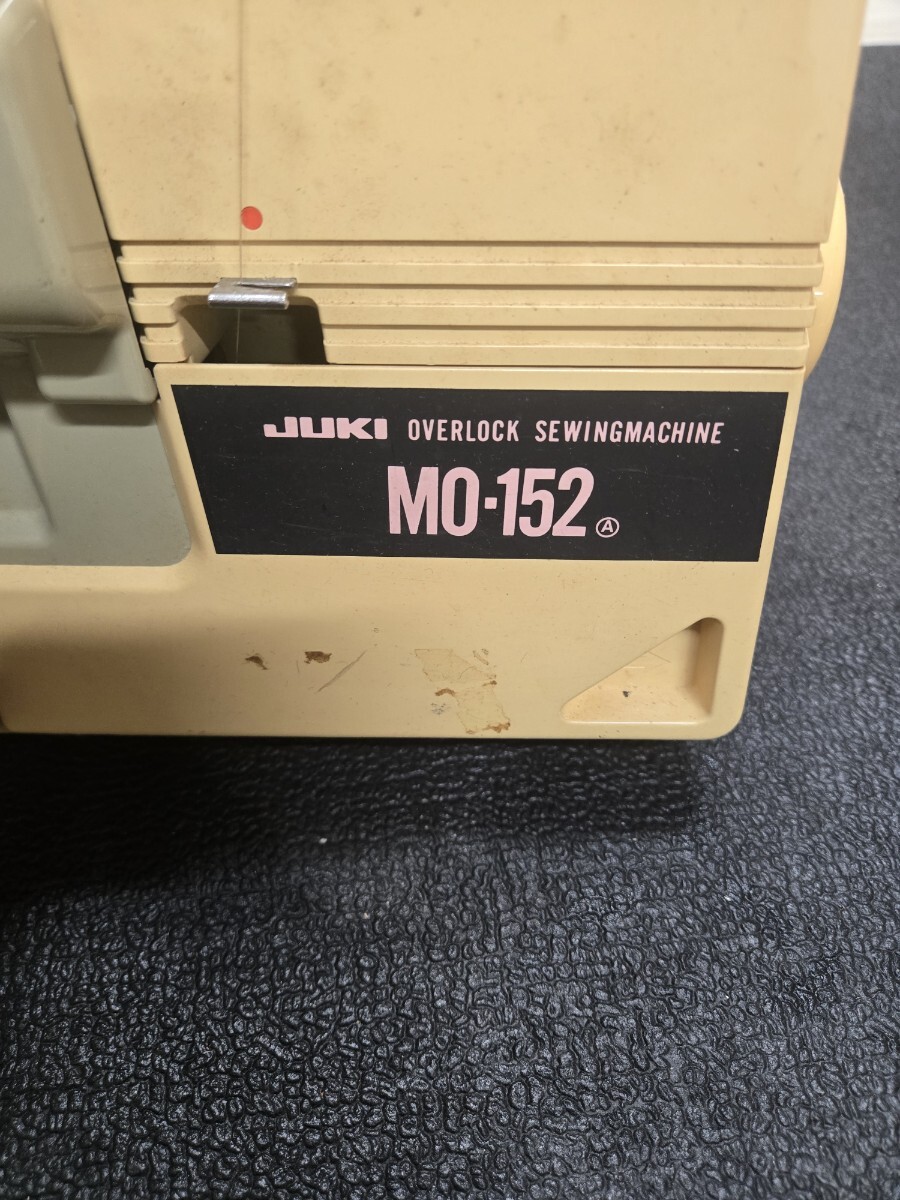 JUKI OVERLOCK SEWINGMACHINE
MO-152 Ⓐ